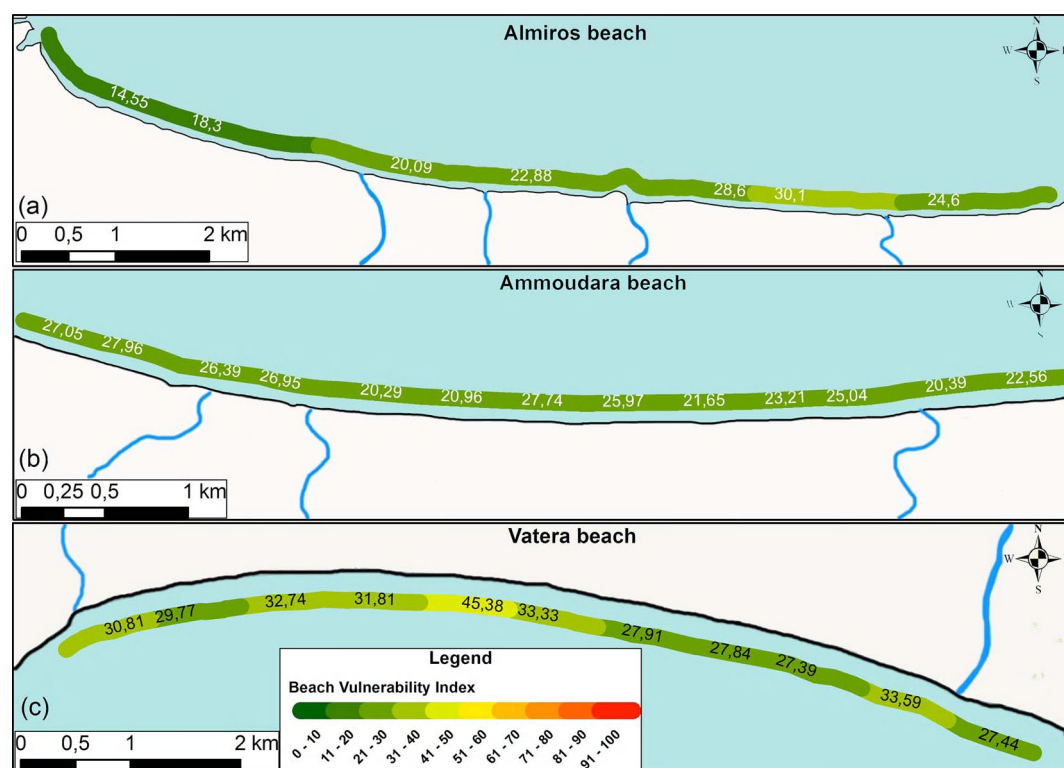 Almiros beach
N
W
S
14,55
18,3
20,09
22,88
28,6
30,1
24,6
(a)
0 0,5 1 2 km
Ammoudara beach
N
W
27,05
27,96
26,39
26,95
20,29
20,96
27,74
25,97
21,65
23,21
25,04
20,39
22,56
(b)
0 0,25 0,5 1 km
Vatera beach
N
W E
S
30,81
29,77
32,74
31,81
45,38
33,33
27,91
27,84
27,39
33,59
27,44
Legend
Beach Vulnerability Index
0 - 10
11 - 20
21 - 30
31 - 40
41 - 50
51 - 60
61 - 70
71 - 80
81 - 90
91 - 100
(c)
0 0,5 1 2 km